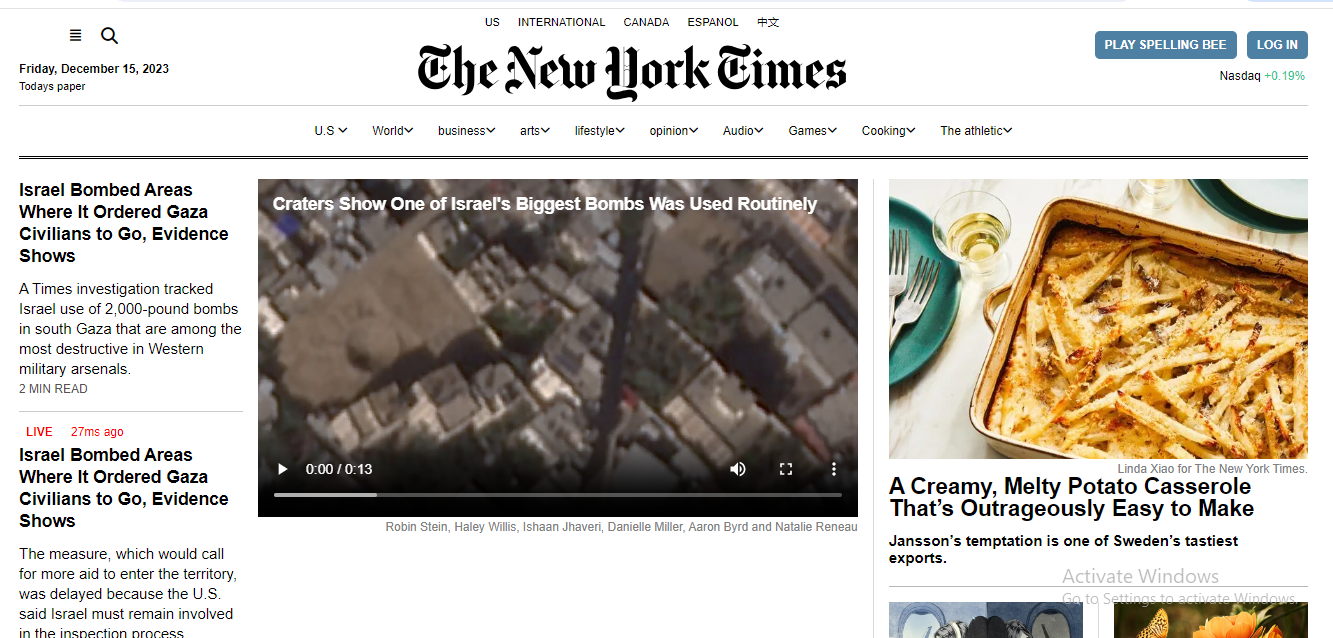 US INTERNATIONAL CANADA ESPANOL 中文
PLAY SPELLING BEE LOG IN
Friday, December 15, 2023
Todays paper
The New York Times
Nasdaq +0.19%
U.S World business arts lifestyle opinion Audio Games Cooking The athletic
Israel Bombed Areas
Where It Ordered Gaza
Civilians to Go, Evidence
Shows
A Times investigation tracked
Israel use of 2,000-pound bombs
in south Gaza that are among the
most destructive in Western
military arsenals.
2 MIN READ
LIVE 27ms ago
Israel Bombed Areas
Where It Ordered Gaza
Civilians to Go, Evidence
Shows
The measure, which would call
for more aid to enter the territory,
was delayed because the U.S.
said Israel must remain involved
in the inspection process
Craters Show One of Israel's Biggest Bombs Was Used Routinely
0:00 / 0:13
Robin Stein, Haley Willis, Ishaan Jhaveri, Danielle Miller, Aaron Byrd and Natalie Reneau
Linda Xiao for The New York Times.
A Creamy, Melty Potato Casserole
That’s Outrageously Easy to Make
Jansson’s temptation is one of Sweden’s tastiest
exports.
Activate Windows
Go to Settings to activate Windows.